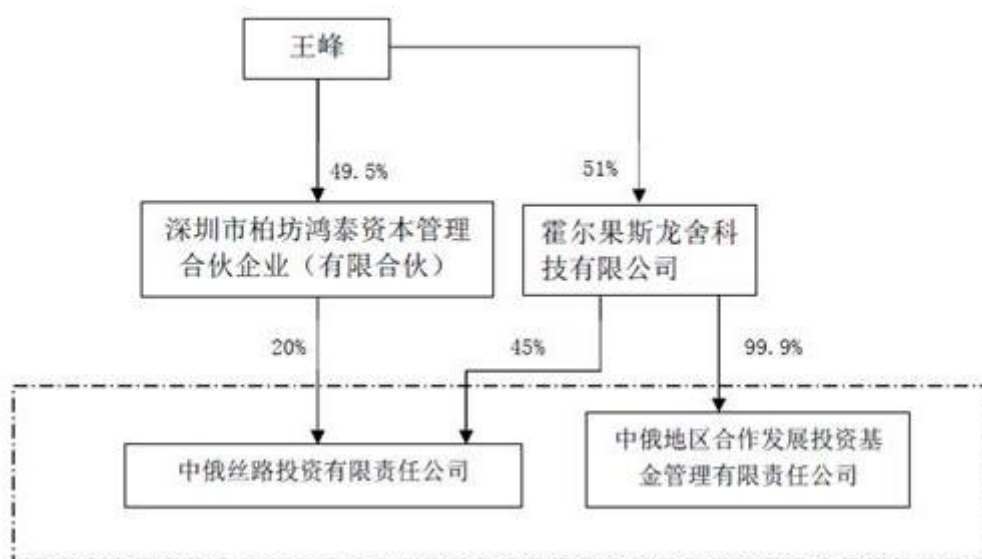 王峰
49.5%
51%
深圳市柏坊鸿泰资本管理
合伙企业（有限合伙）
霍尔果斯龙舍科
技有限公司
20%
45%
99.9%
中俄丝路投资有限责任公司
中俄地区合作发展投资基
金管理有限责任公司